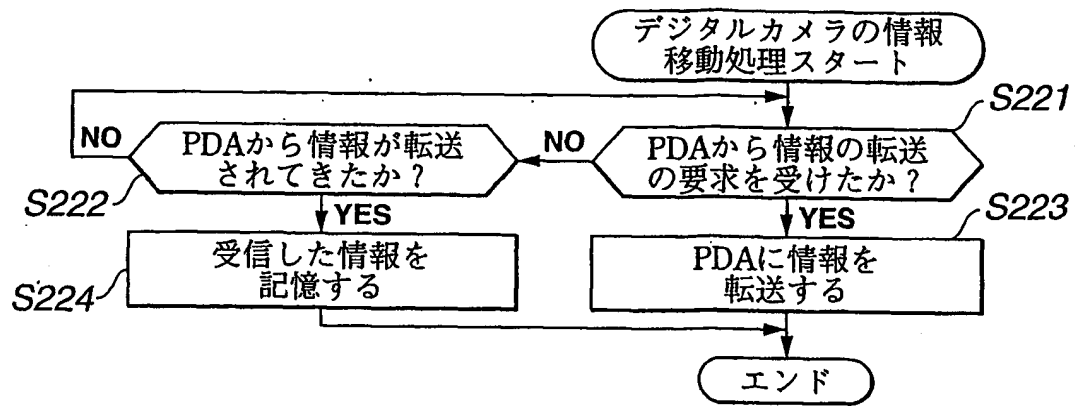 デジタルカメラの情報
移動処理スタート
S221
NO
PDAから情報が転送
されてきたか？
NO
PDAから情報の転送
の要求を受けたか？
S222
YES
YES
S223
受信した情報を
記憶する
PDAに情報を
転送する
S224
エンド